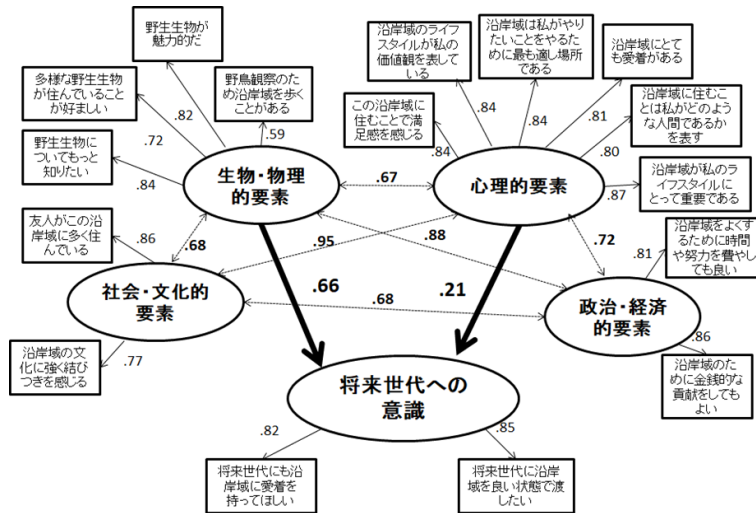 野生生物が
魅力的だ
沿岸域のライフ
スタイルが私の
価値観を表して
いる
沿岸域は私がやり
たいことをやるた
めに最も適し場所
である
沿岸域にとて
も愛着がある
多様な野生生物
が住んでいること
が好ましい
野鳥観察のた
め沿岸域を歩く
ことがある
この沿岸域に
住むことで満
足感を感じる
沿岸域に住むこ
とは私がどのよう
な人間であるかを
表す
野生生物に
ついてもっと
知りたい
沿岸域が私のラ
イフスタイルに
とって重要である
友人がこの沿
岸域に多く住
んでいる
沿岸域をよくす
るために時間
や努力を費やし
ても良い
沿岸域の文
化に強く結び
つきを感じる
沿岸域のた
めに金銭的な
貢献をしても
よい
生物・物理
的要素
心理的要素
社会・文化的
要素
政治・経済
的要素
将来世代への
意識
将来世代にも沿
岸域に愛着を
持ってほしい
将来世代に沿岸
域を良い状態で渡
したい
.82
.72
.59
.84
.84
.84
.84
.81
.80
.87
.67
.86
.68
.95
.88
.72
.81
.66
.68
.21
.86
.77
.82
.85